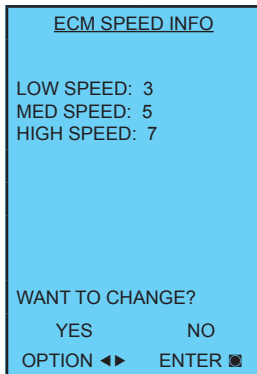 ECM SPEED INFO
LOW SPEED: 3
MED SPEED: 5
HIGH SPEED: 7
WANT TO CHANGE?
YES NO
OPTION ◄► ENTER ◙